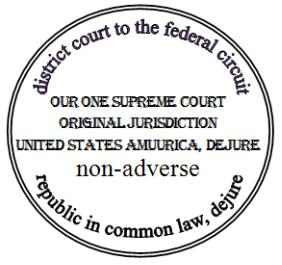 district court to the federal circuit
OUR ONE SUPREME COURT
ORIGINAL JURISDICTION
UNITED STATES AMUURICA, DEJURE
non-adverse
republic in common law, dejure